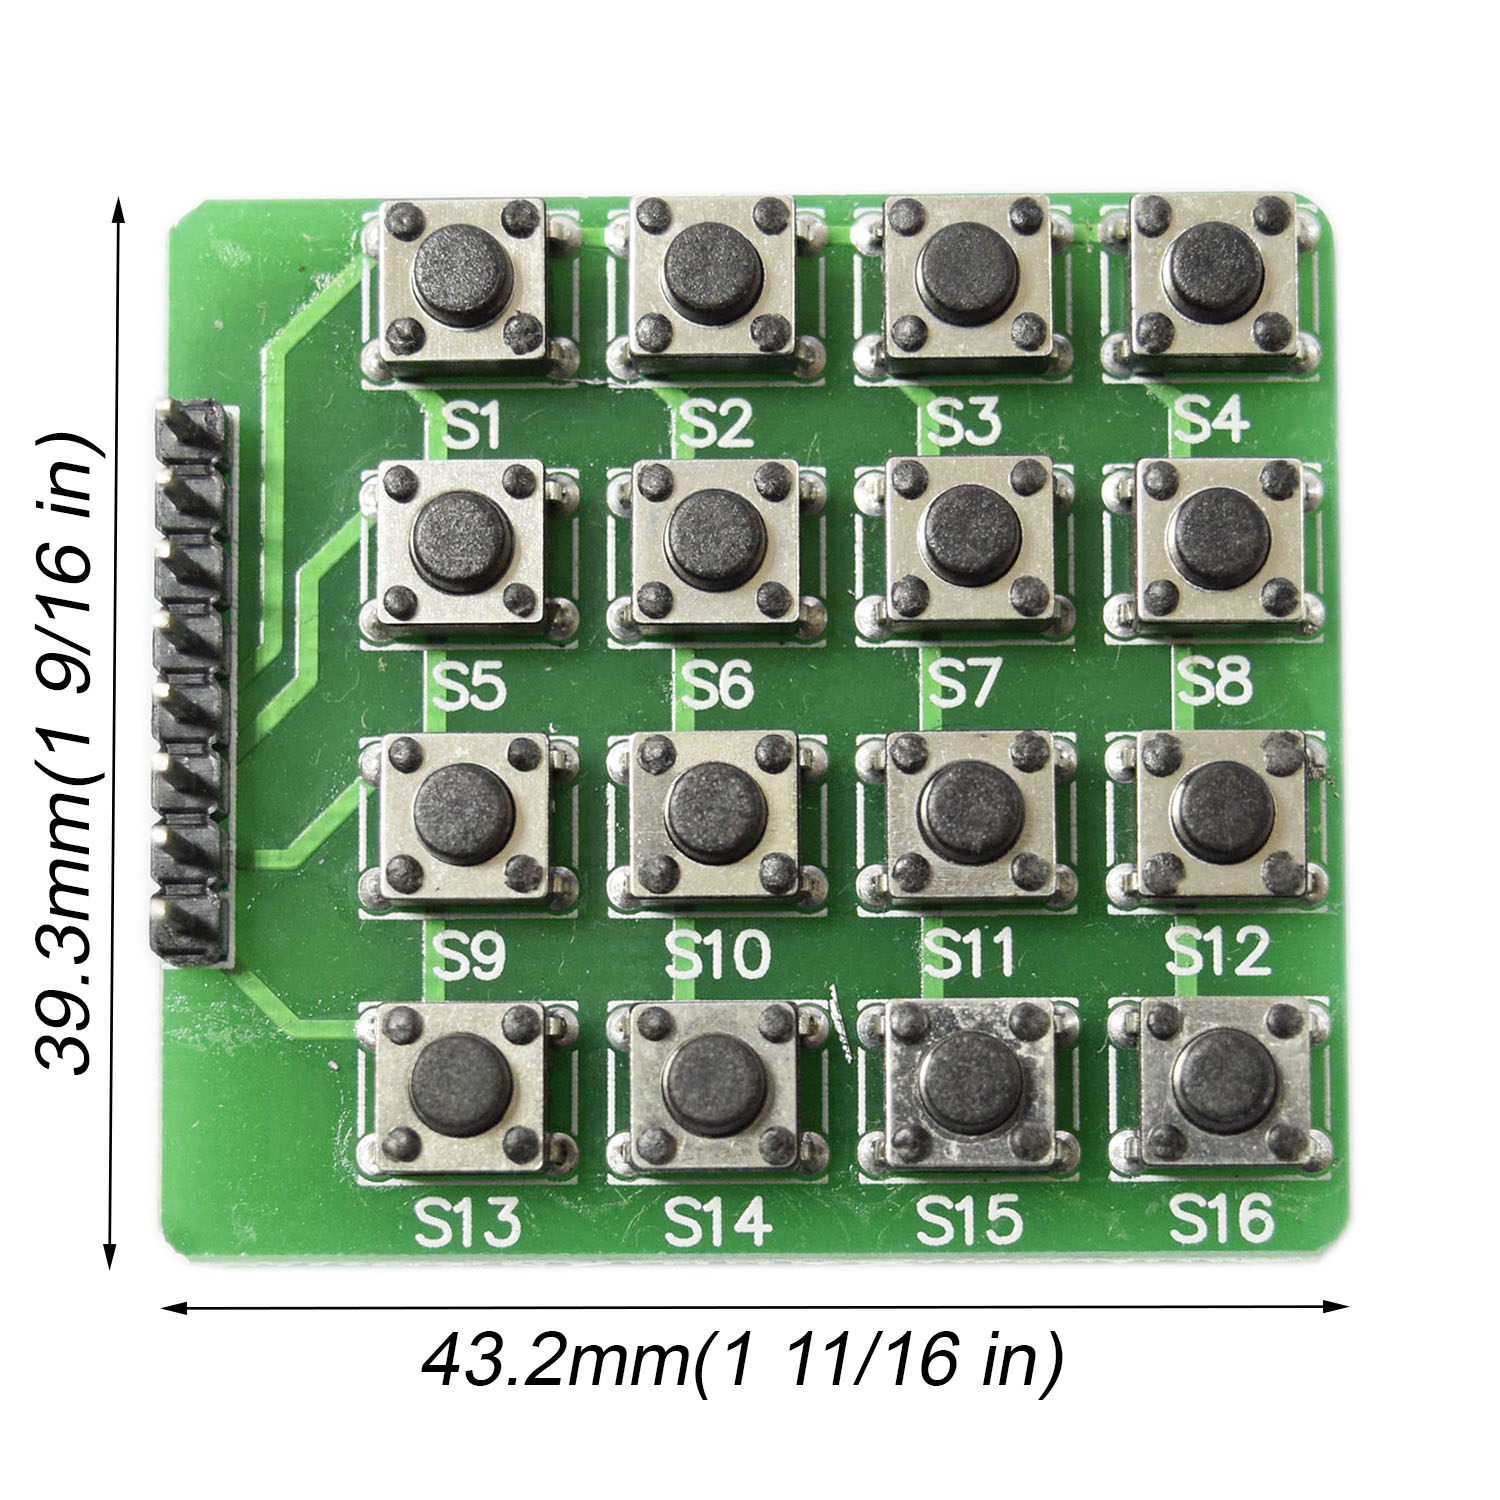 S1 S2 S3 S4
S5 S6 S7 S8
S9 S10 S11 S12
S13 S14 S15 S16
39.3mm(1 9/16 in)
43.2mm(1 11/16 in)